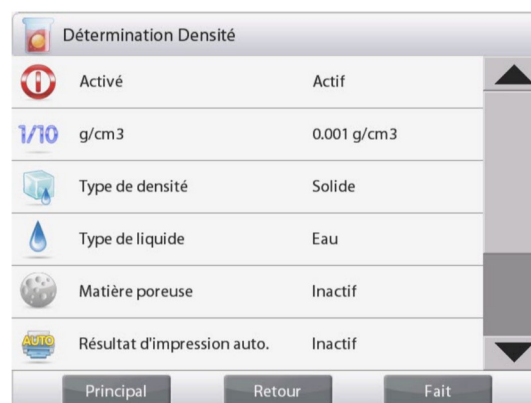 Détermination Densité
Activé Actif
1/10 g/cm3 0.001 g/cm3
Type de densité Solide
Type de liquide Eau
Matière poreuse Inactif
AUTO Résultat d'impression auto. Inactif
Principal Retour Fait